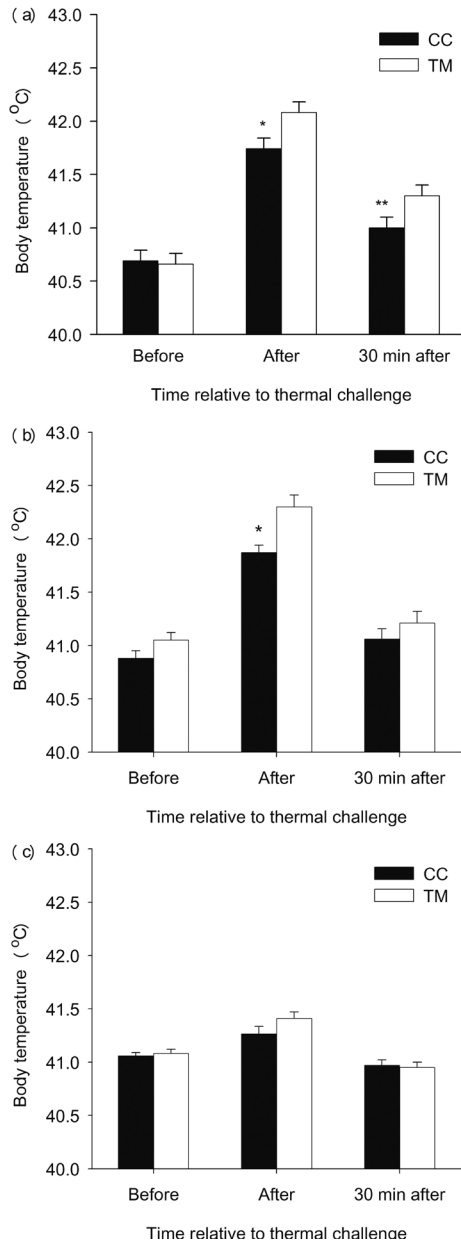 ( a)
43.0
CC
TM
42.5
42.0
41.5
41.0
40.5
40.0
*
**
Body temperature ( °C)
Before After 30 min after
Time relative to thermal challenge
( b)
43.0
CC
TM
42.5
42.0
41.5
41.0
40.5
40.0
*
Body temperature ( °C)
Before After 30 min after
Time relative to thermal challenge
( c)
43.0
CC
TM
42.5
42.0
41.5
41.0
40.5
40.0
Body temperature ( °C)
Before After 30 min after
Time relative to thermal challenge